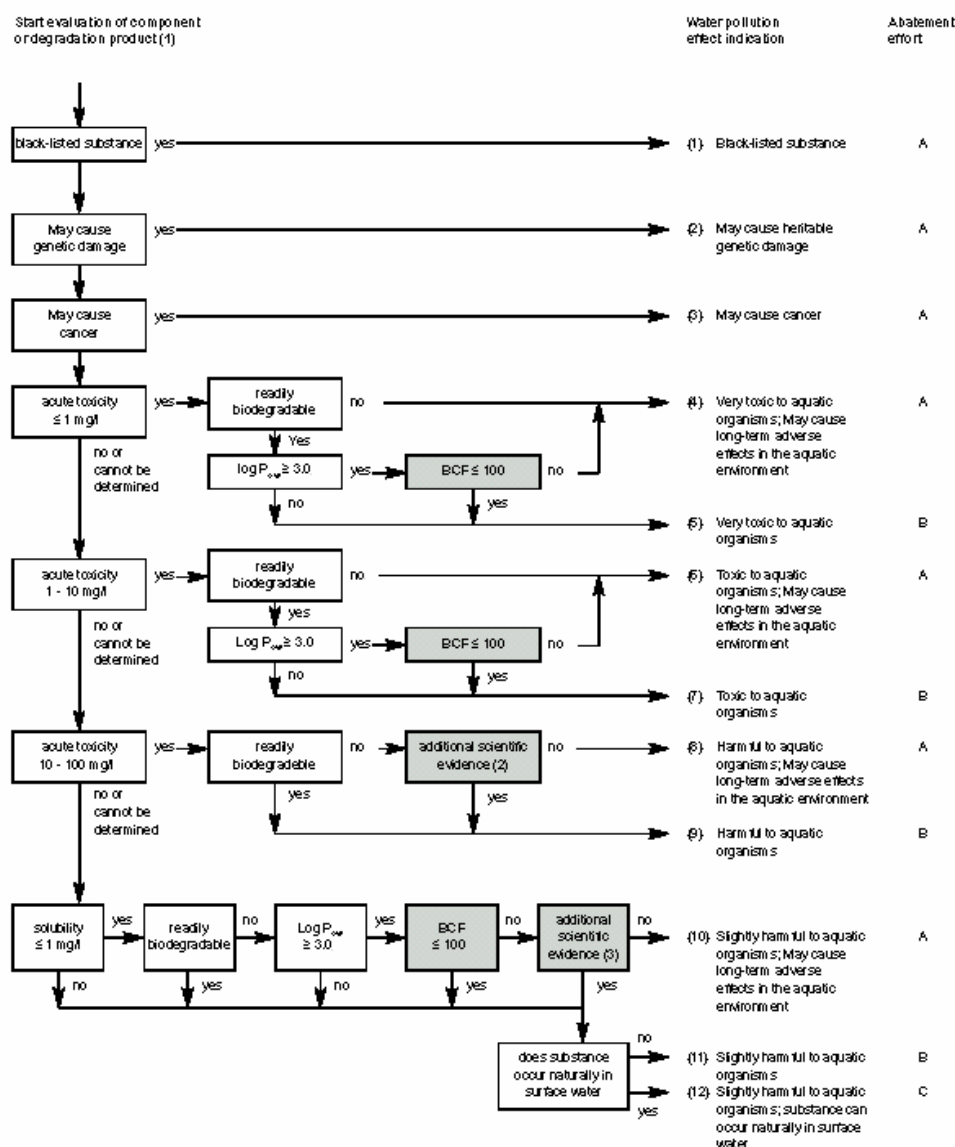 Start evaluation of component
or degradation product (1)
Water pollution
effect indication
Abatement
effort
black-listed substance
yes
(1) Black-listed substance
A
May cause
genetic damage
yes
(2) May cause heritable
genetic damage
A
May cause
cancer
yes
(3) May cause cancer
A
acute toxicity
≤ 1 mg/l
yes
readily
biodegradable
no
(4) Very toxic to aquatic
organisms; May cause
long-term adverse
effects in the aquatic
environment
A
Yes
no or
cannot be
determined
log P ≥ 3.0
yes
BCF ≤ 100
no
no
yes
(5) Very toxic to aquatic
organisms
B
acute toxicity
1 - 10 mg/l
yes
readily
biodegradable
no
(6) Toxic to aquatic
organisms; May cause
long-term adverse
effects in the aquatic
environment
A
yes
no or
cannot be
determined
Log P ≥ 3.0
yes
BCF ≤ 100
no
no
yes
(7) Toxic to aquatic
organisms
B
acute toxicity
10 - 100 mg/l
yes
readily
biodegradeble
no
additional scientific
evidence (2)
no
(8) Harmful to aquatic
organisms; May cause
long-term adverse effects
in the aquatic environment
A
no or
cannot be
determined
yes
yes
(9) Harmful to aquatic
organisms
B
solubility
≤ 1 mg/l
yes
readily
biodegradable
no
Log P
≥ 3.0
yes
BCF
≤ 100
no
additional
scientific
evidence (3)
no
(10) Slightly harmful to aquatic
organisms; May cause
long-term adverse
effects in the aquatic
environment
A
no
yes
no
yes
yes
does substance
occur naturally in
surface water
no
(11) Slightly harmful to aquatic
organisms
B
yes
(12) Slightly harmful to aquatic
organisms; substance can
occur naturally in surface
water
C